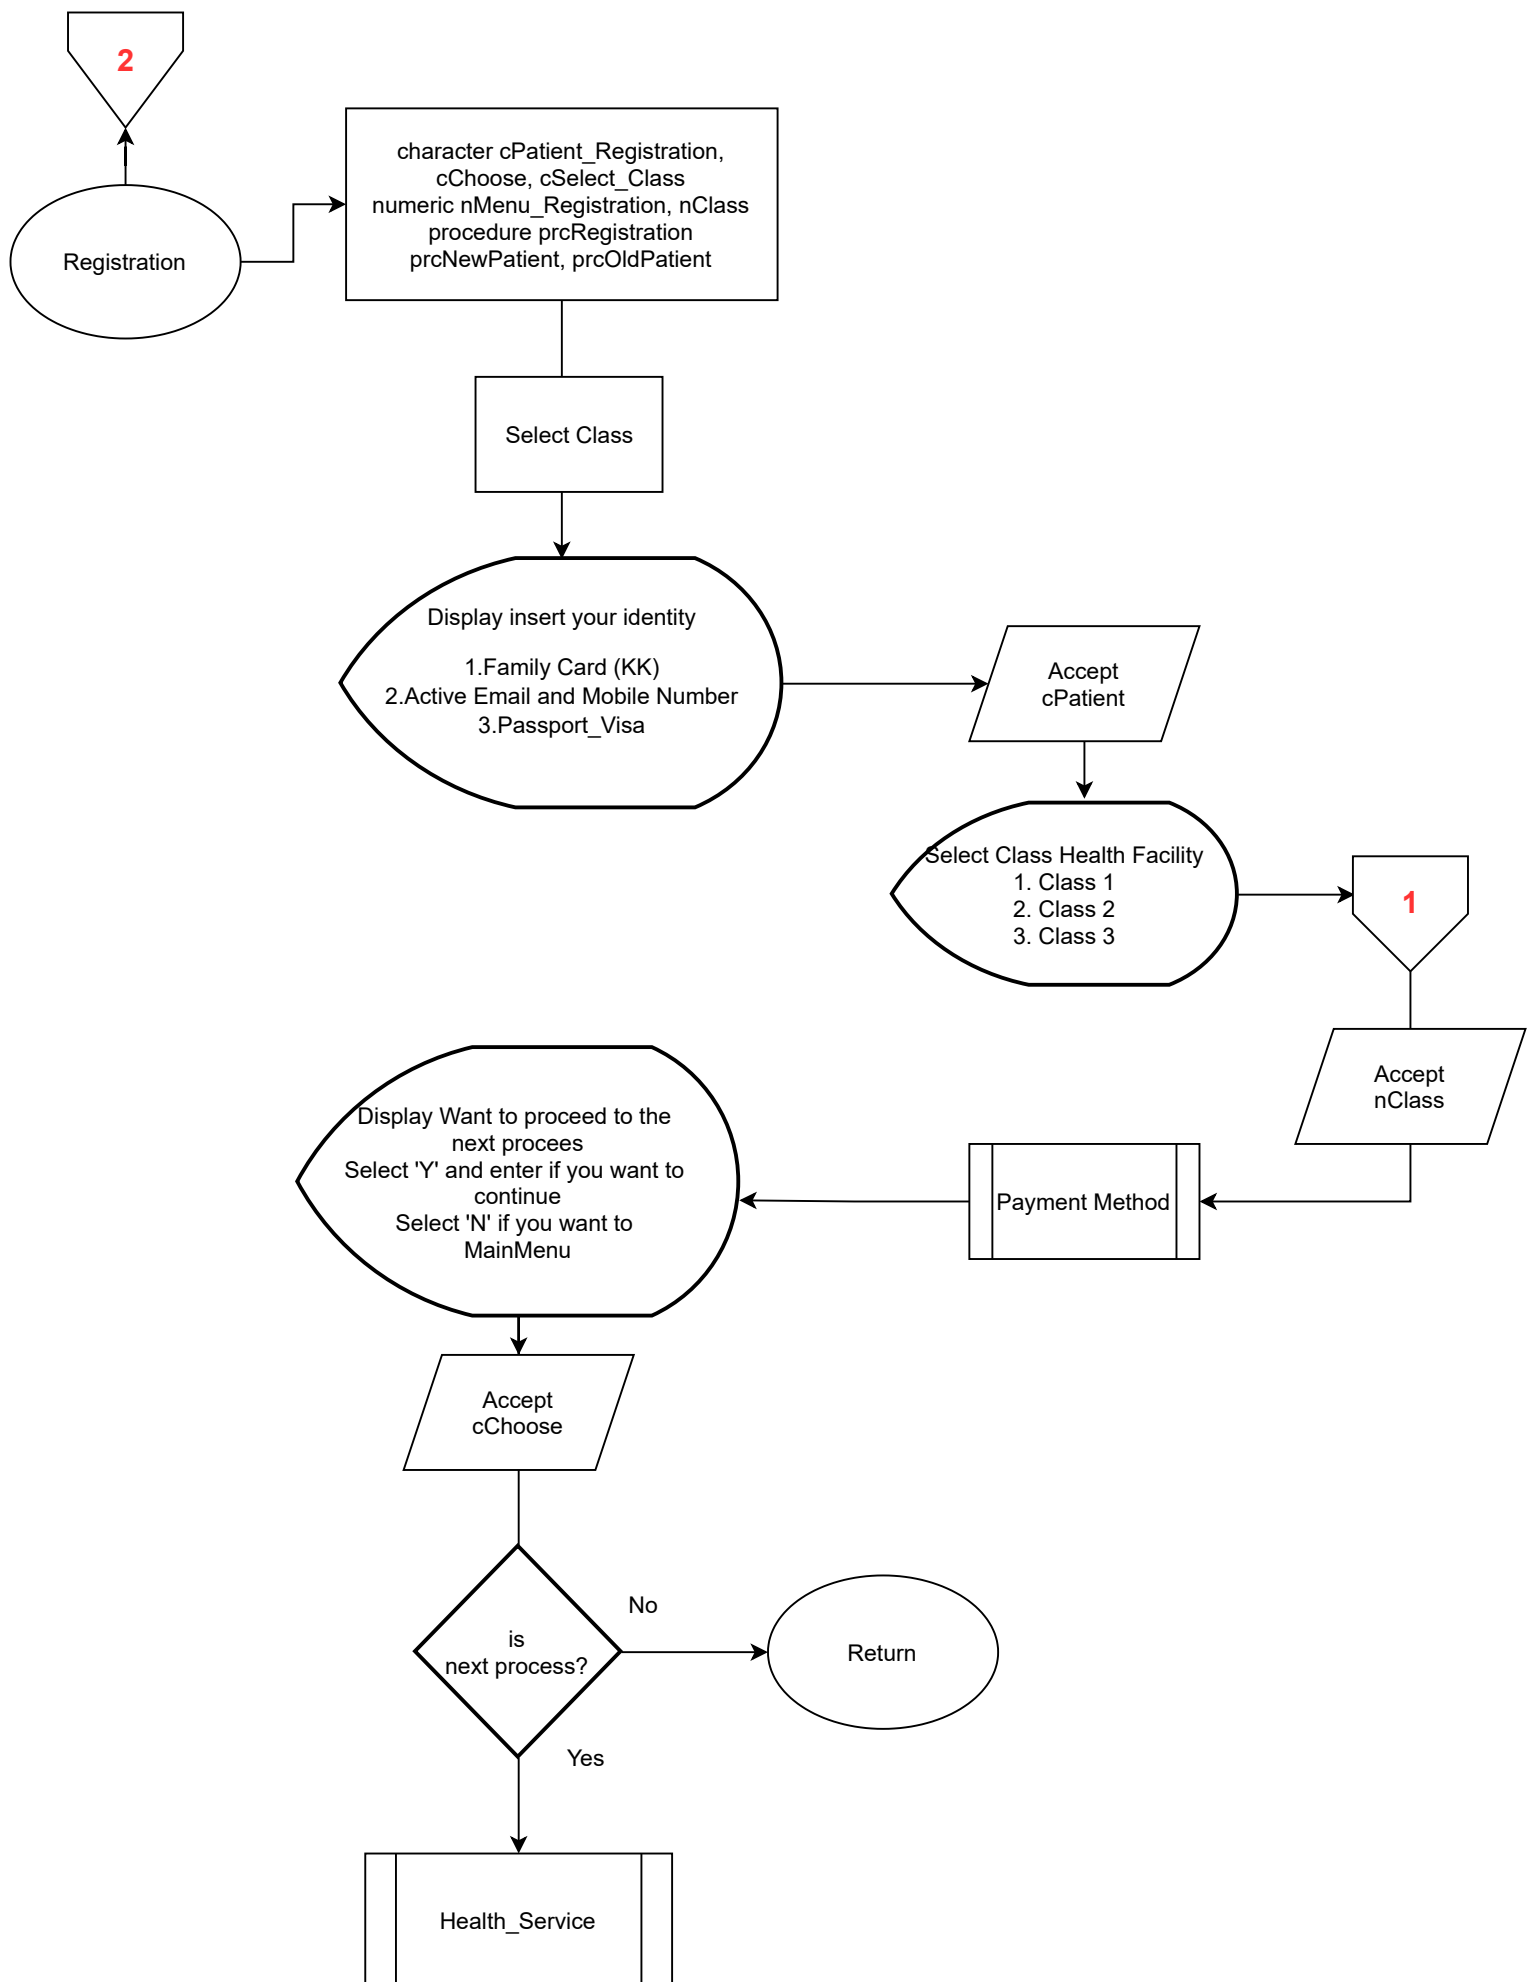 2
character cPatient_Registration,
cChoose, cSelect_Class
numeric nMenu_Registration, nClass
procedure prcRegistration
prcNewPatient, prcOldPatient
Registration
Select Class
Display insert your identity
1.Family Card (KK)
2.Active Email and Mobile Number
3.Passport_Visa
Accept
cPatient
Select Class Health Facility
1. Class 1
2. Class 2
3. Class 3
1
Accept
nClass
Payment Method
Display Want to proceed to the
next procees
Select 'Y' and enter if you want to
continue
Select 'N' if you want to
MainMenu
Accept
cChoose
is
next process?
No
Return
Yes
Health_Service